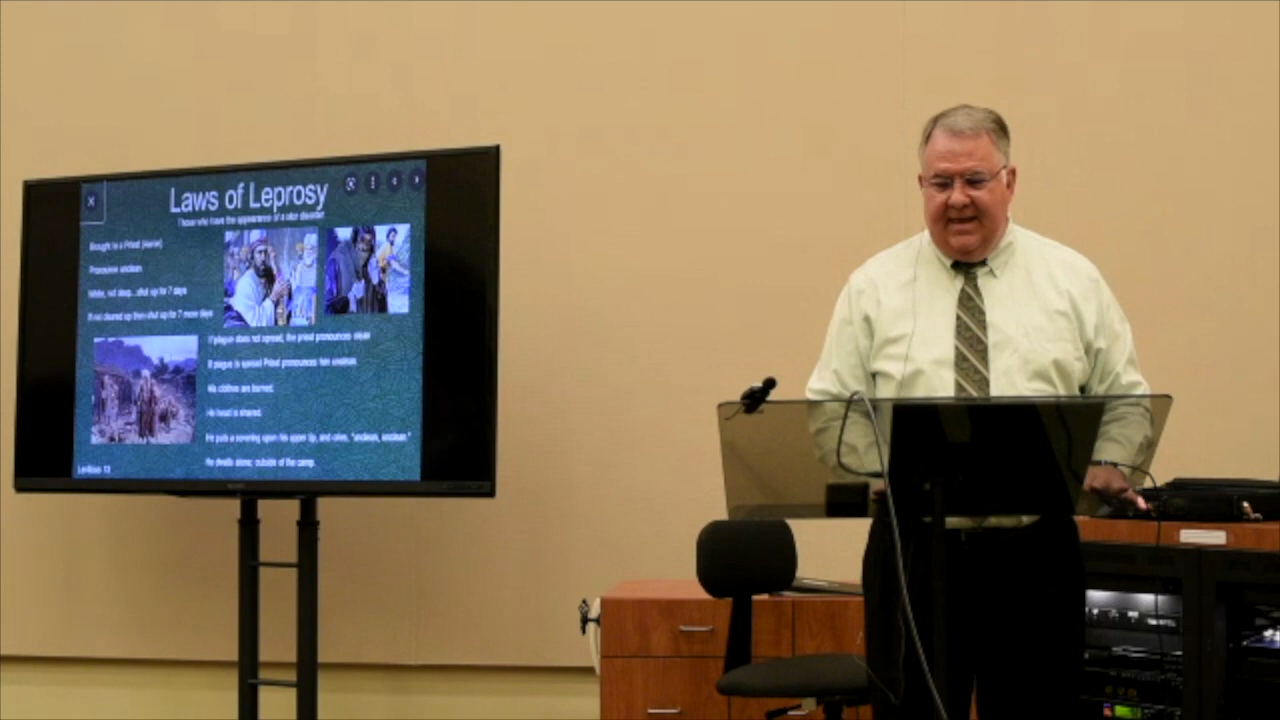 X
Laws of Leprosy
Those who have the appearance of a skin disorder
Brought to a Priest (Aaron)
Pronounce unclean
White, not deep...shut up for 7 days
If not cleared up then shut up for 7 more days
If plague does not spread, the priest pronounces clean
If plague is spread Priest pronounces him unclean.
His clothes are burned.
He head is shaved.
He puts a covering upon his upper lip, and cries, "unclean, unclean."
He dwells alone; outside of the camp.
Leviticus 13